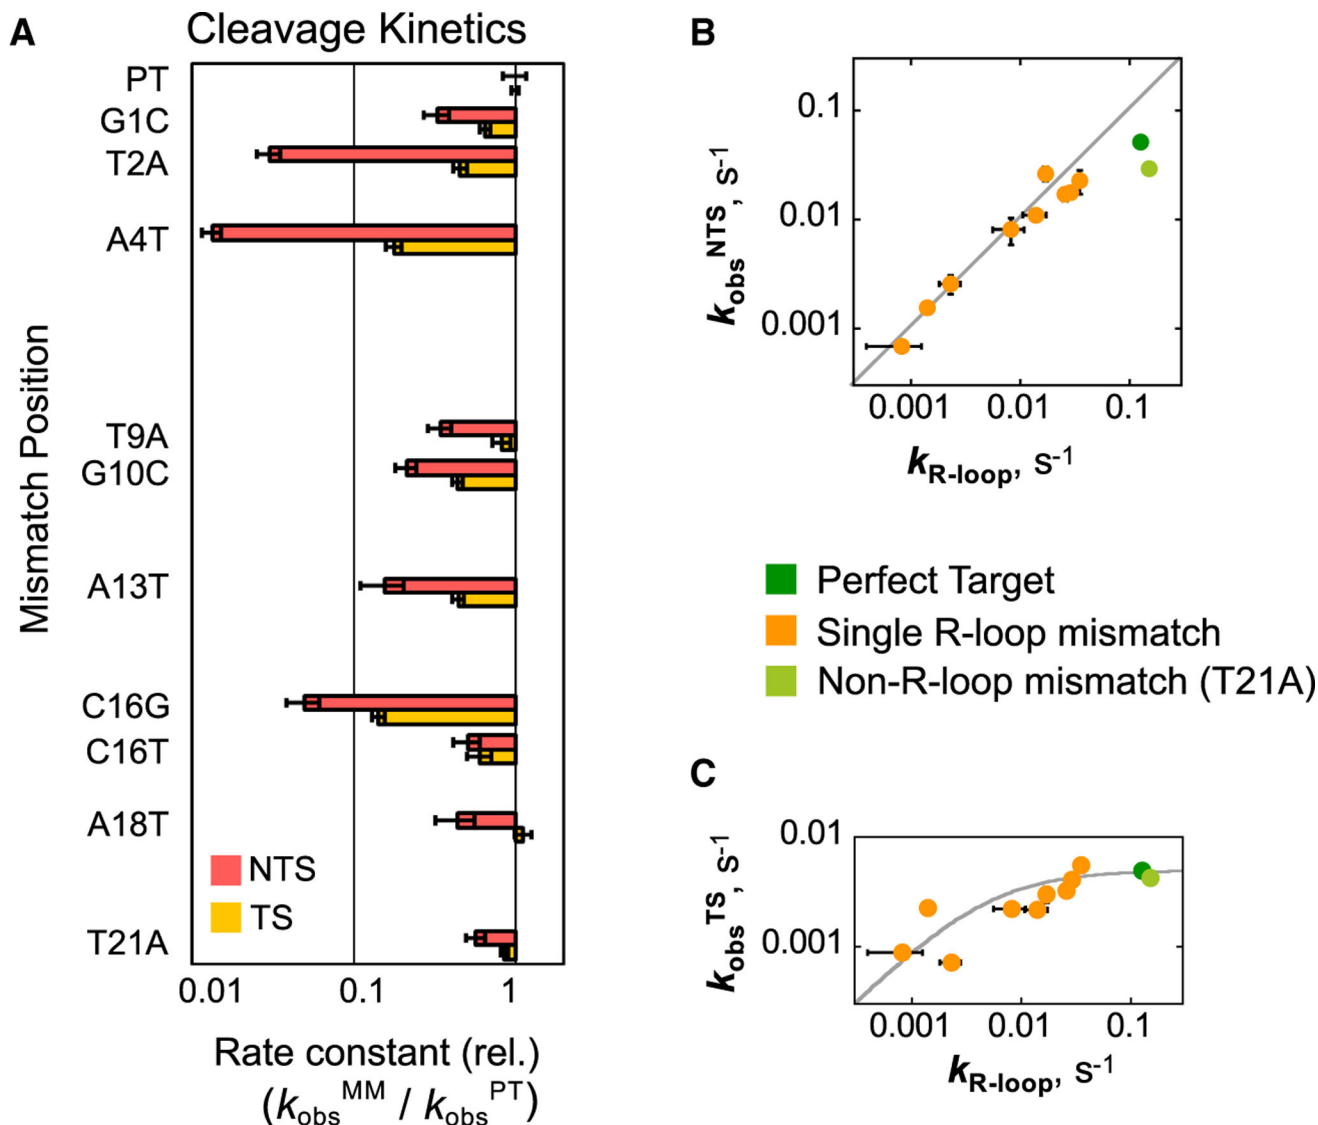 A
Cleavage Kinetics
Mismatch Position
PT
G1C
T2A
A4T
T9A
G10C
A13T
C16G
C16T
A18T
T21A
NTS
TS
0.01 0.1 1
Rate constant (rel.)
(kobsMM / kobsPT)
B
kobsNTS, s-1
0.1
0.01
0.001
0.001 0.01 0.1
kR-loop, s-1
Perfect Target
Single R-loop mismatch
Non-R-loop mismatch (T21A)
C
kobsTS, s-1
0.01
0.001
0.001 0.01 0.1
kR-loop, s-1